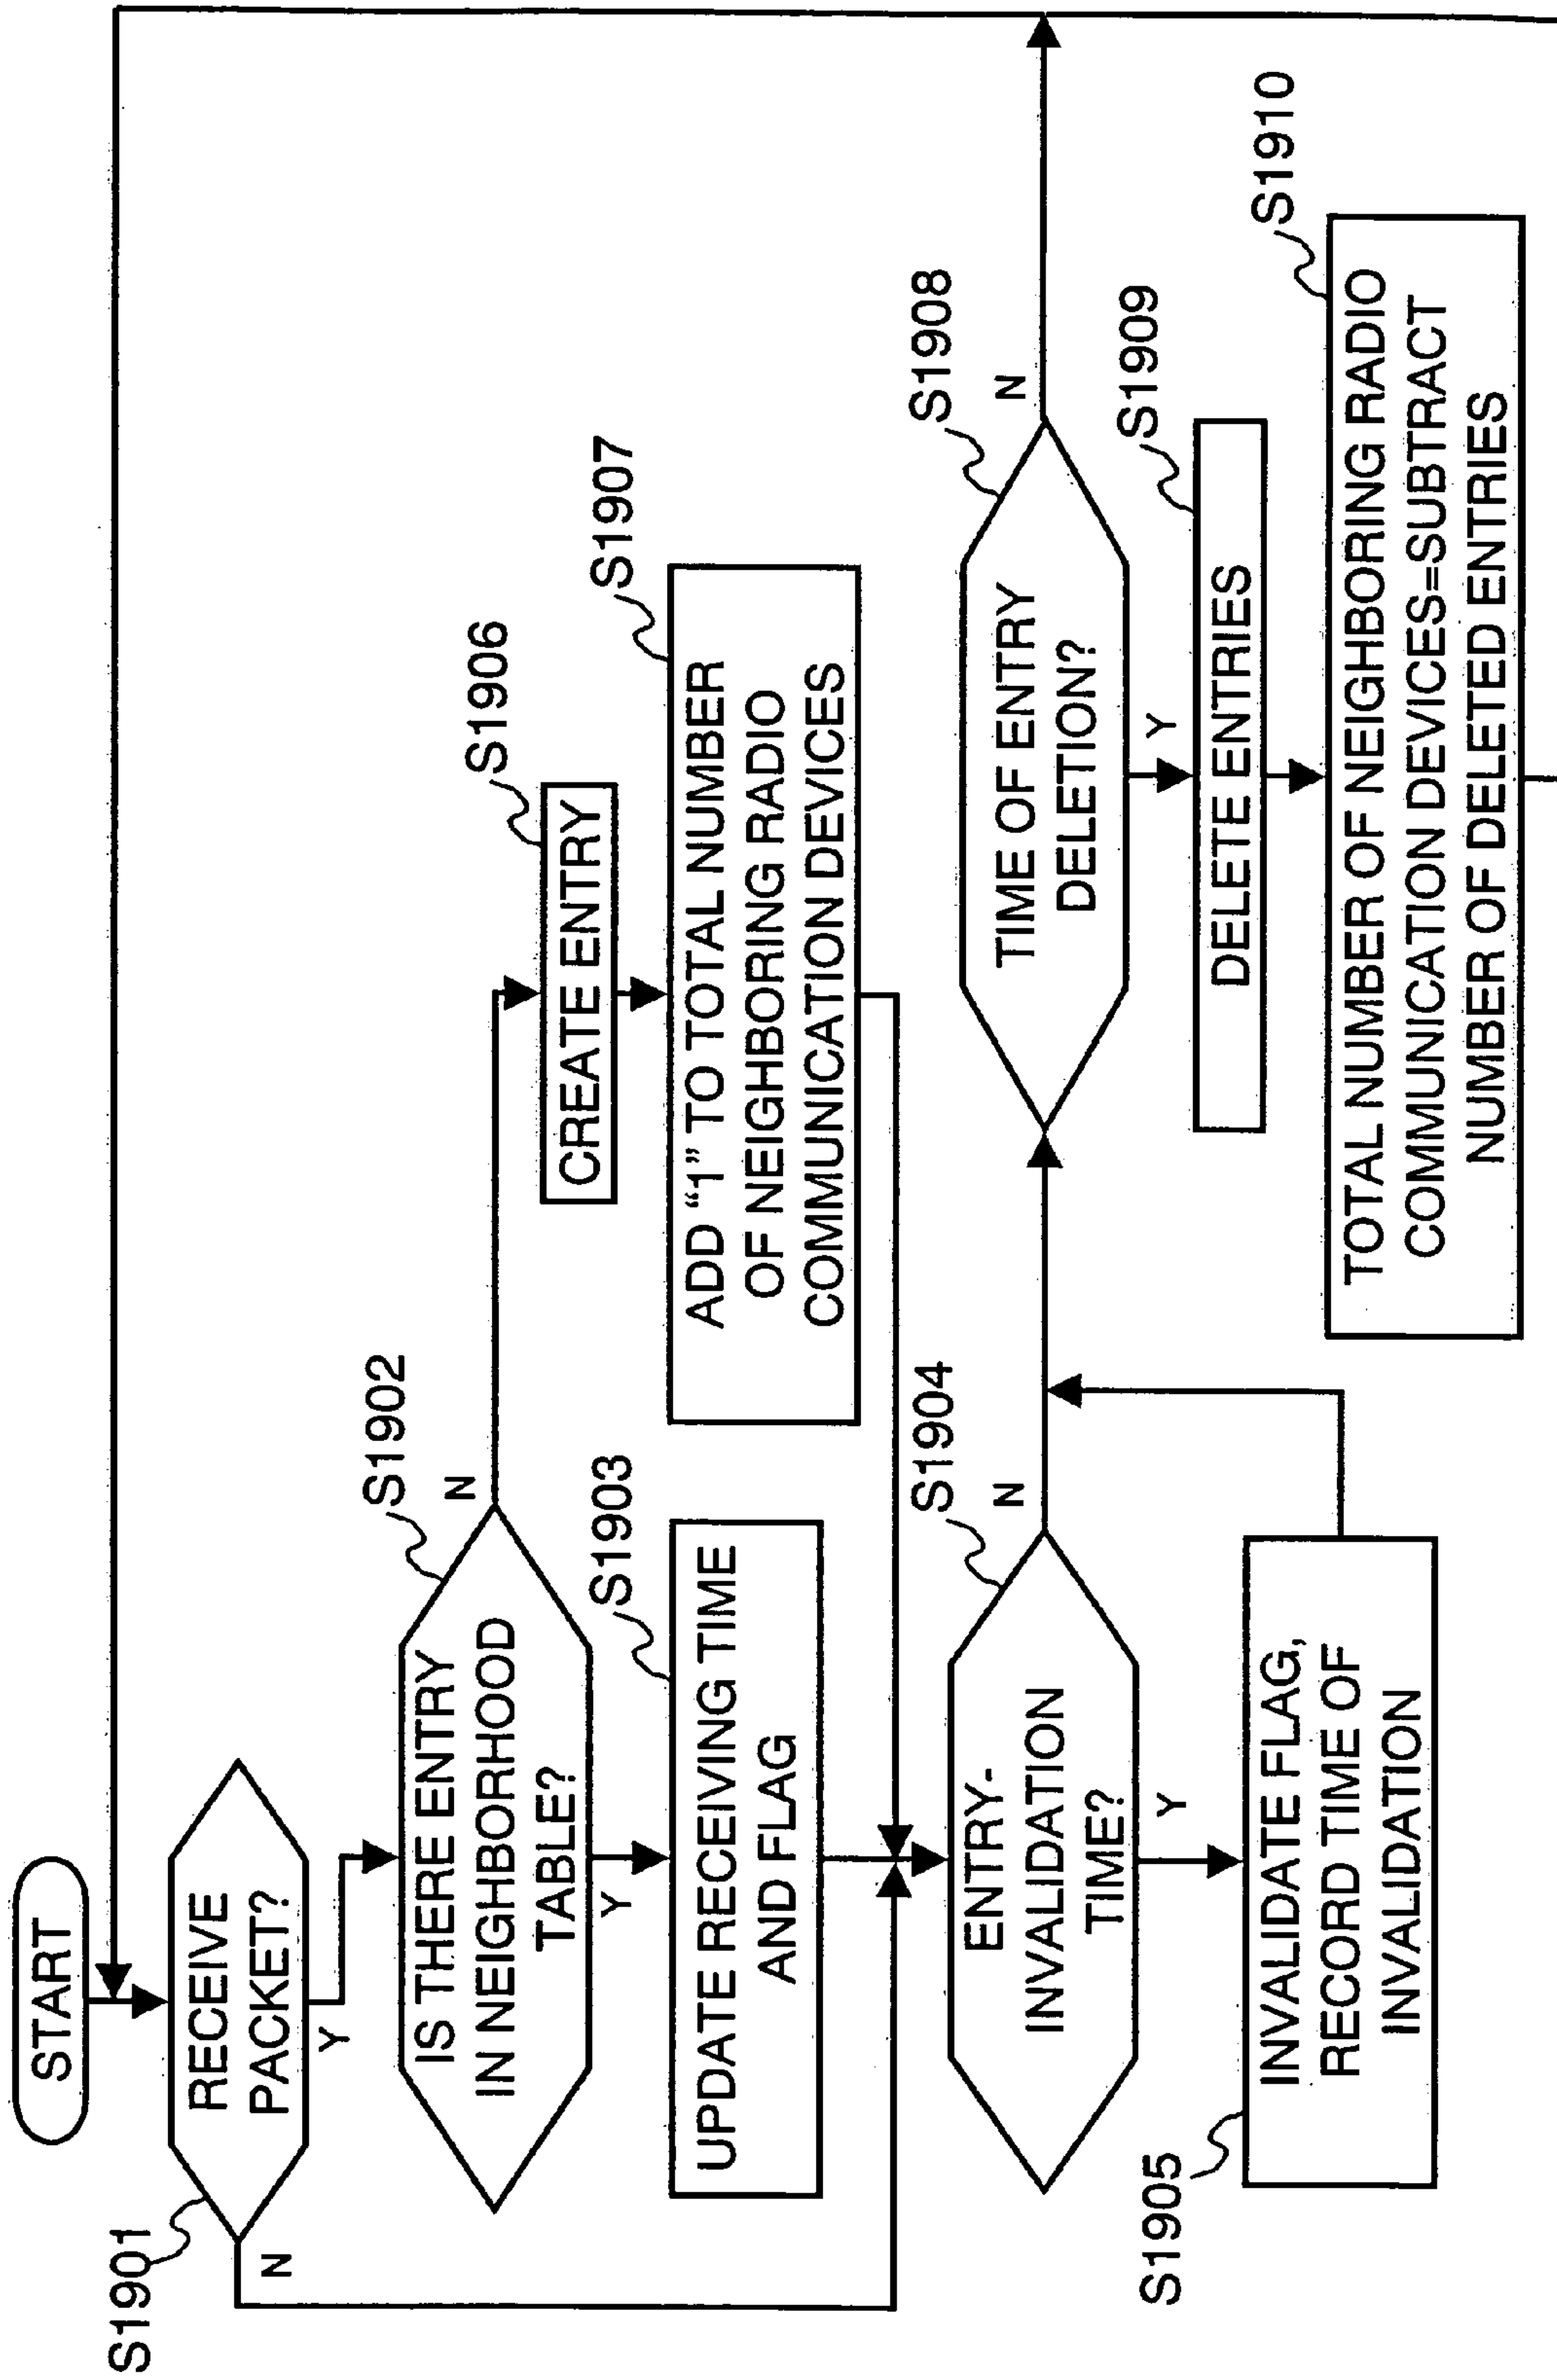 START
S1901
RECEIVE
PACKET?
N
Y
S1902
IS THERE ENTRY
IN NEIGHBORHOOD
TABLE?
N
Y
S1906
CREATE ENTRY
S1903
UPDATE RECEIVING TIME
AND FLAG
S1907
ADD “1” TO TOTAL NUMBER
OF NEIGHBORING RADIO
COMMUNICATION DEVICES
S1904
ENTRY-
INVALIDATION
TIME?
N
Y
S1908
TIME OF ENTRY
DELETION?
N
Y
S1905
INVALIDATE FLAG,
RECORD TIME OF
INVALIDATION
S1909
DELETE ENTRIES
S1910
TOTAL NUMBER OF NEIGHBORING RADIO
COMMUNICATION DEVICES=SUBTRACT
NUMBER OF DELETED ENTRIES